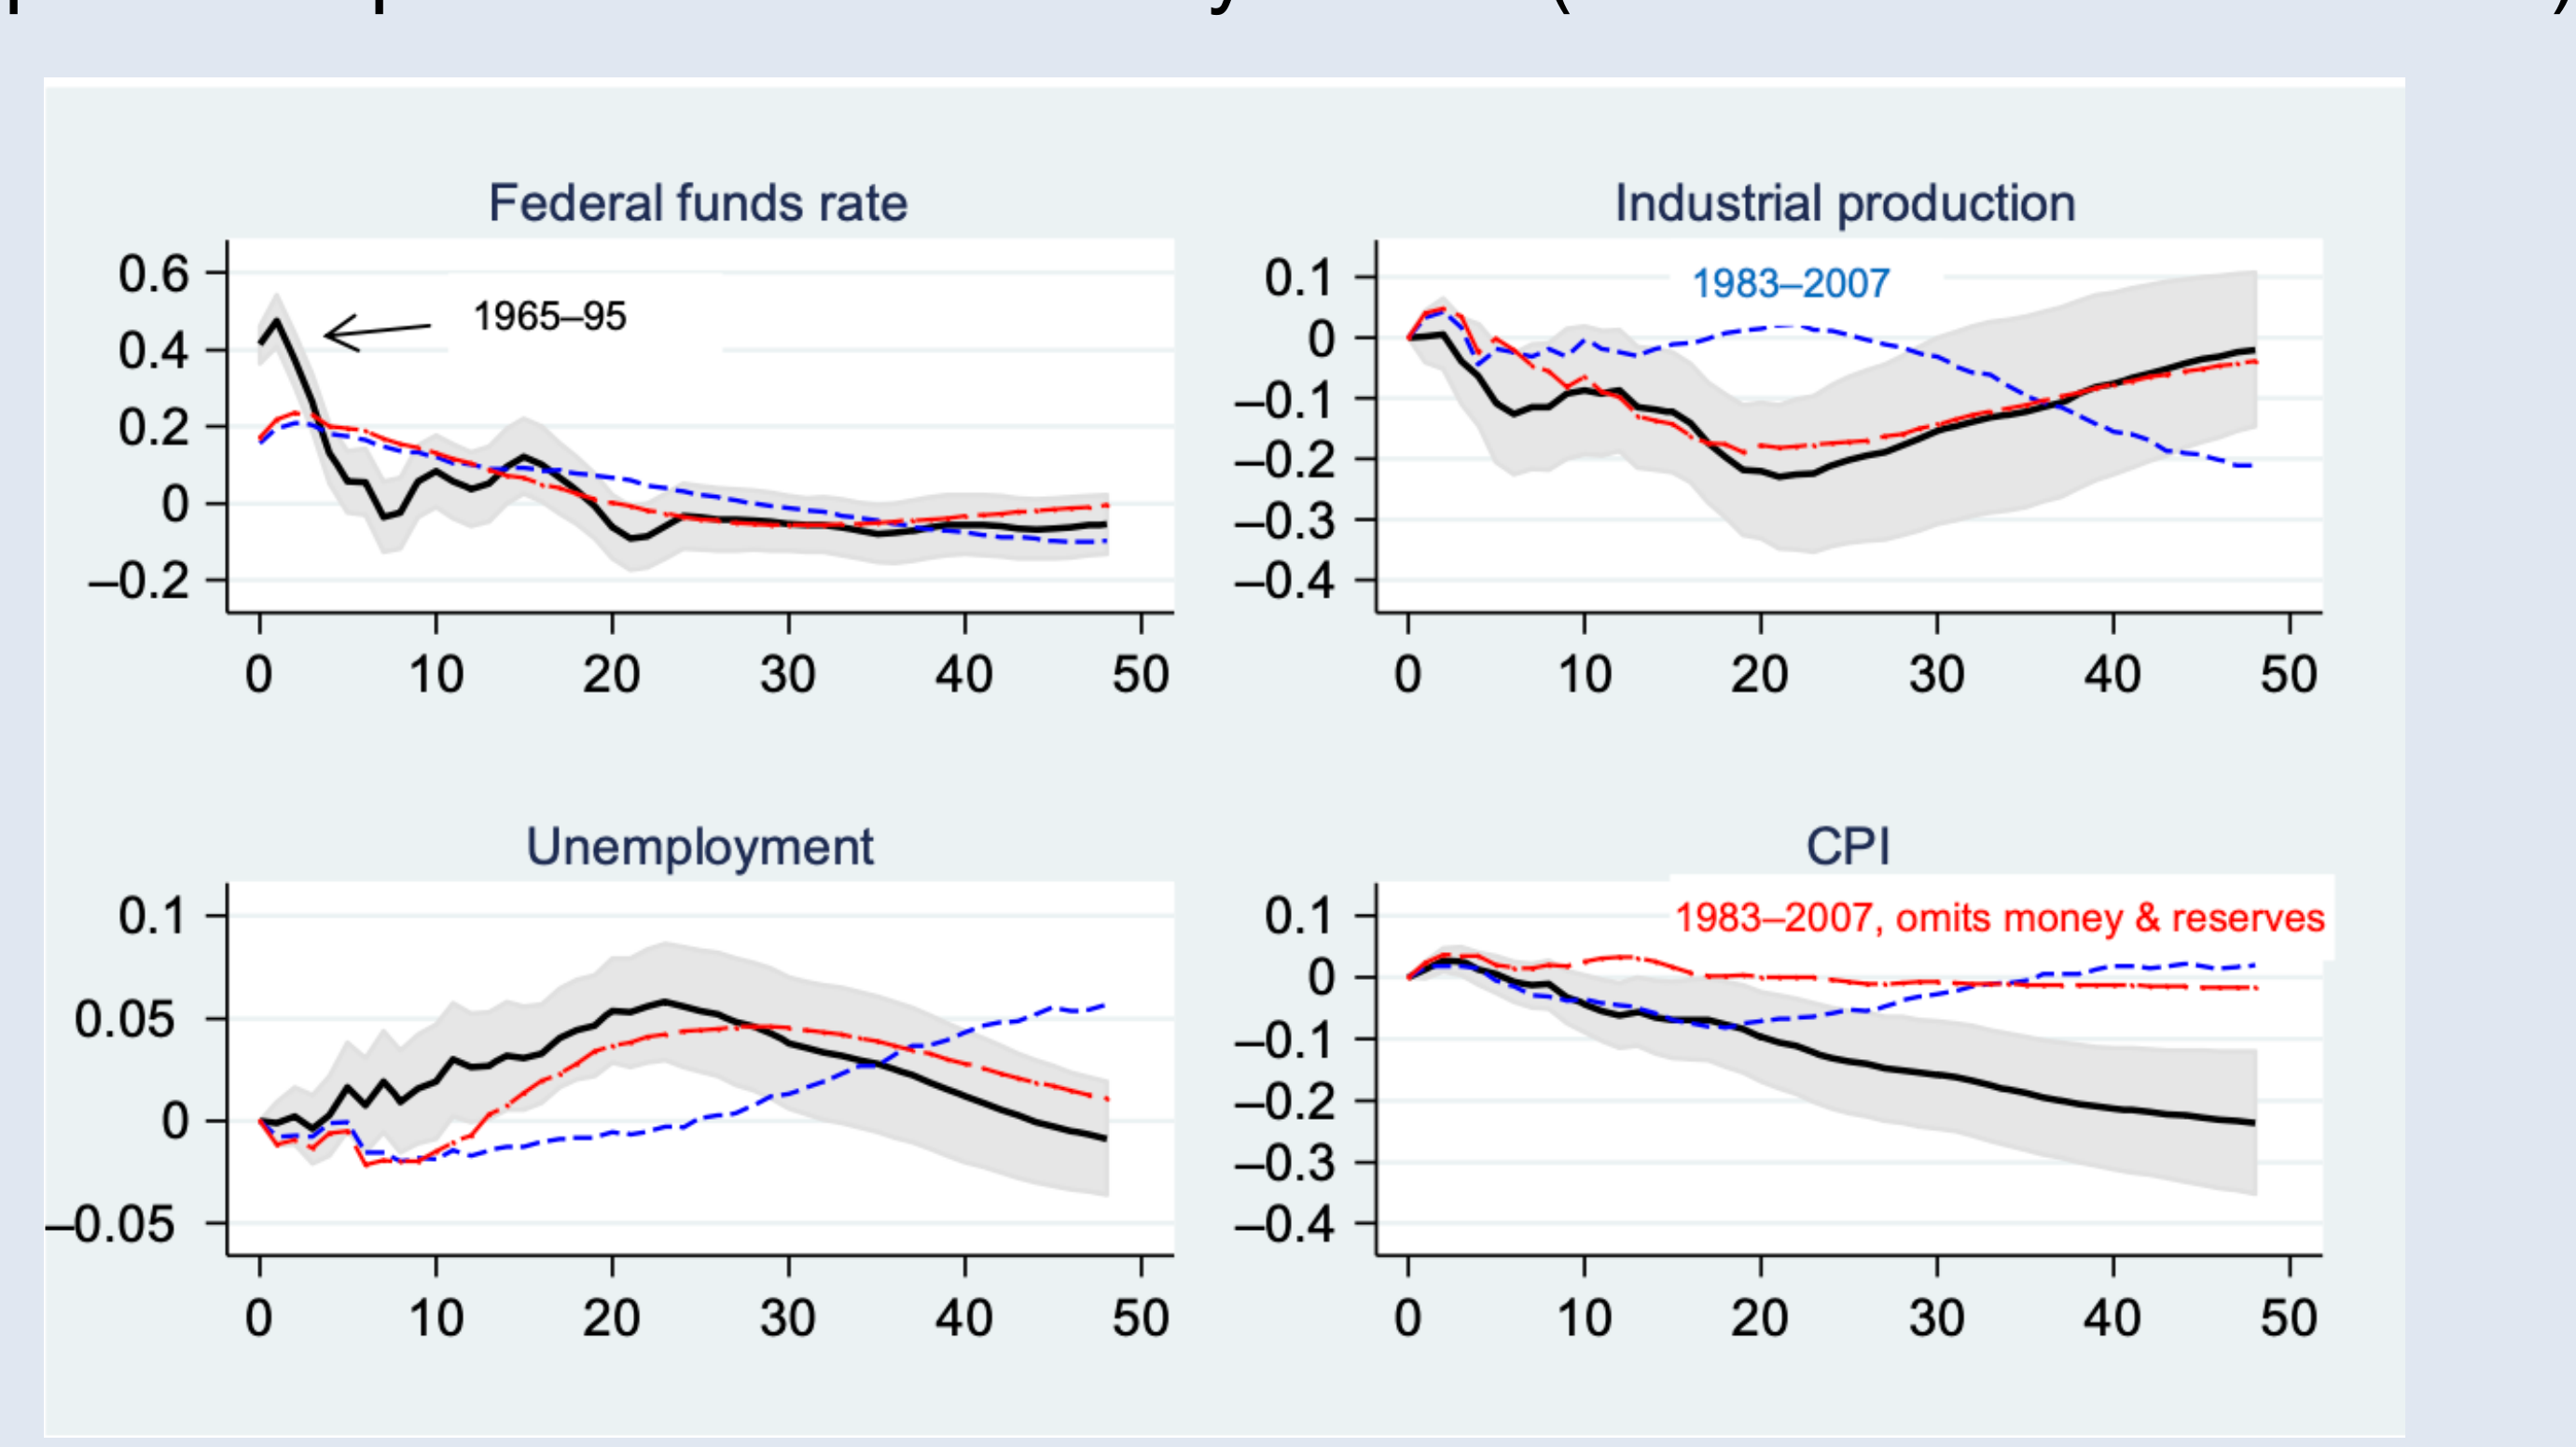 Federal funds rate
0.6
0.4
0.2
0
–0.2
1965–95
0 10 20 30 40 50
Industrial production
0.1
0
–0.1
–0.2
–0.3
–0.4
1983–2007
0 10 20 30 40 50
Unemployment
0.1
0.05
0
–0.05
0 10 20 30 40 50
CPI
0.1
0
–0.1
–0.2
–0.3
–0.4
1983–2007, omits money & reserves
0 10 20 30 40 50